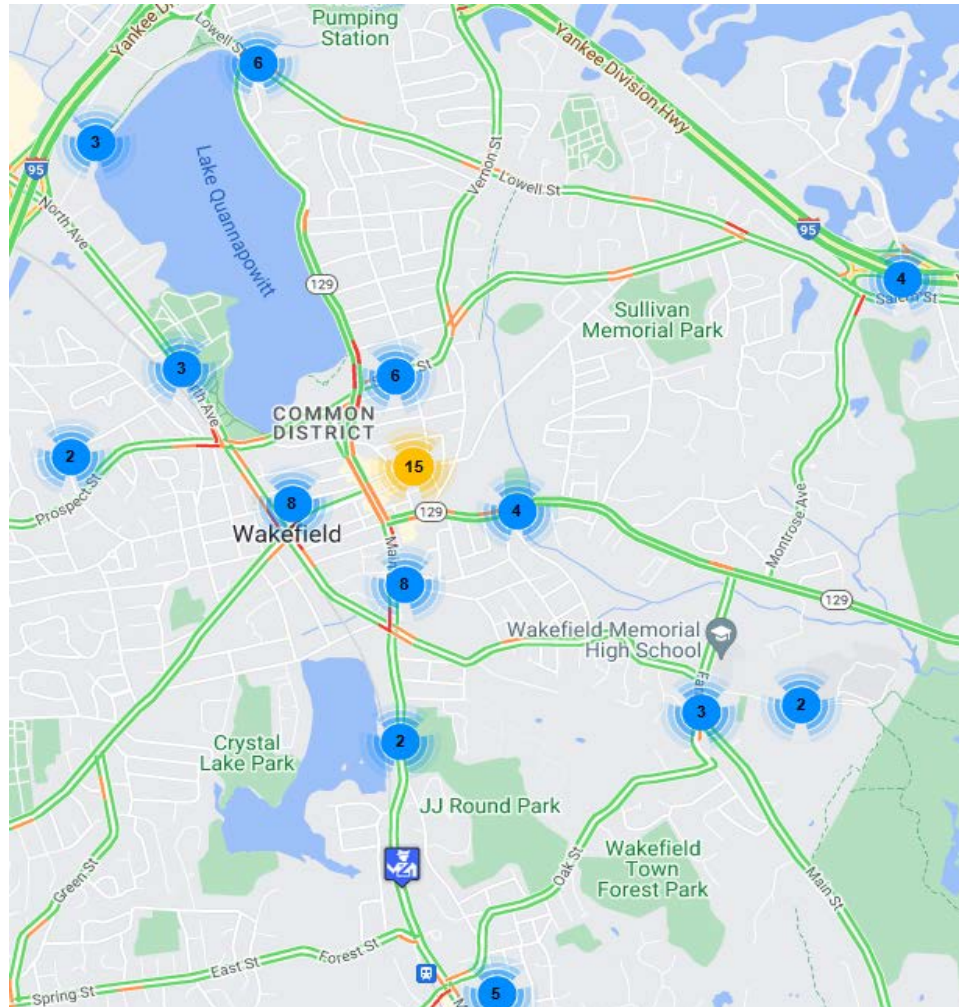 Pumping
Station
Lowell St
Yankee Di
6
Yankee Division Hwy
3
95
Lake Quannapowitt
Vernon St
Lowell St
North Ave
95
129
4
Salem St
Sullivan
Memorial Park
3
6
COMMON
DISTRICT
2
15
Prospect St
8
Wakefield
129
4
Montrose Ave
Main
8
129
Wakefield Memorial
High School
3
2
2
Crystal
Lake Park
JJ Round Park
Wakefield
Town
Forest Park
Oak St
Main St
Green St
Forest St
East St
Spring St
5